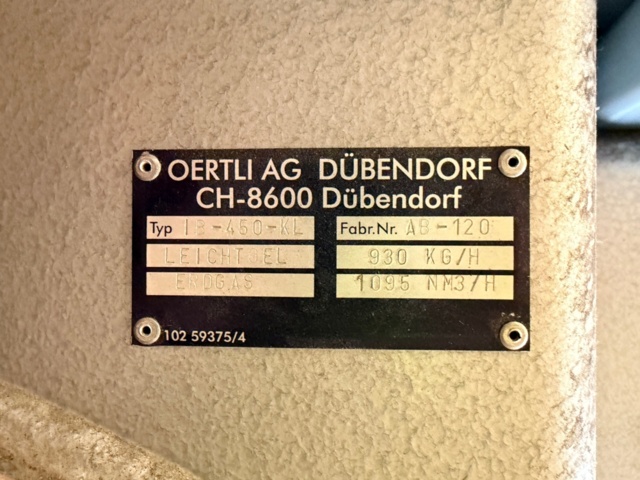 OERTLI AG DÜBENDORF
CH-8600 Dübendorf
Typ IB-450-KL Fabr.Nr. AB-120
LEICHTOEL 930 KG/H
ERDGAS 1095 NM3/H
102 59375/4